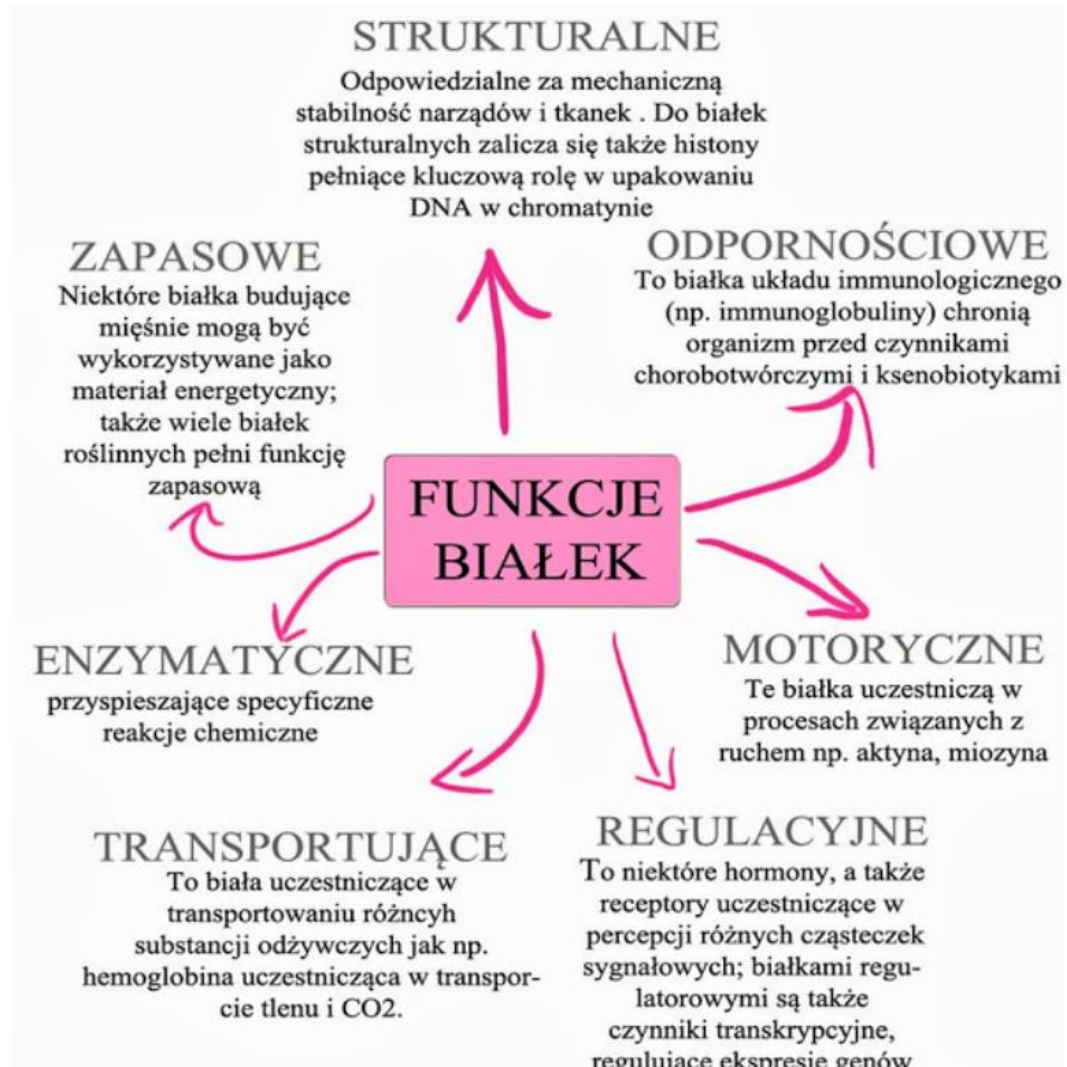 STRUKTURALNE
Odpowiedzialne za mechaniczną
stabilność narządów i tkanek . Do białek
strukturalnych zalicza się także histony
pełniące kluczową rolę w upakowaniu
DNA w chromatynie
ZAPASOWE
Niektóre białka budujące
mięśnie mogą być
wykorzystywane jako
materiał energetyczny;
także wiele białek
roślinnych pełni funkcję
zapasową
ODPORNOŚCIOWE
To białka układu immunologicznego
(np. immunoglobuliny) chronią
organizm przed czynnikami
chorobotwórczymi i ksenobiotykami
FUNKCJE
BIAŁEK
ENZYMATYCZNE
przyspieszające specyficzne
reakcje chemiczne
MOTORYCZNE
Te białka uczestniczą w
procesach związanych z
ruchem np. aktyna, miozyna
TRANSPORTUJĄCE
To biała uczestniczące w
transportowaniu różncyh
substancji odżywczych jak np.
hemoglobina uczestnicząca w transpor-
cie tlenu i CO2.
REGULACYJNE
To niektóre hormony, a także
receptory uczestniczące w
percepcji różnych cząsteczek
sygnałowych; białkami regu-
latorowymi są także
czynniki transkrypcyjne,
regulujące ekspresję genów